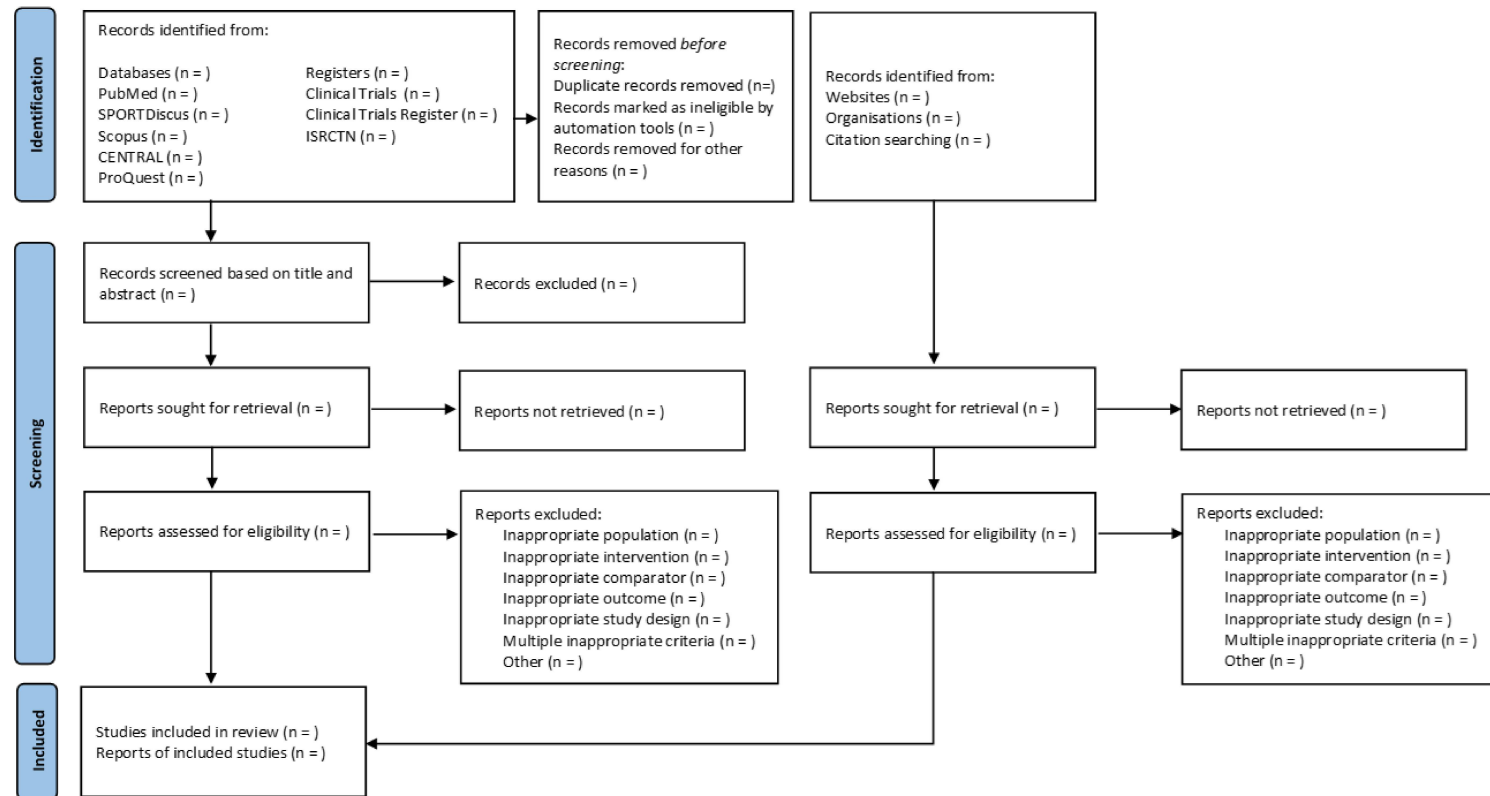 Identification
Records identified from:
Databases (n = )
PubMed (n = )
SPORTDiscus (n = )
Scopus (n = )
CENTRAL (n = )
ProQuest (n = )
Registers (n = )
Clinical Trials (n = )
Clinical Trials Register (n = )
ISRCTN (n = )
Records removed before
screening:
Duplicate records removed (n=)
Records marked as ineligible by
automation tools (n = )
Records removed for other
reasons (n = )
Records identified from:
Websites (n = )
Organisations (n = )
Citation searching (n = )
Screening
Records screened based on title and
abstract (n = )
Records excluded (n = )
Reports sought for retrieval (n = )
Reports not retrieved (n = )
Reports sought for retrieval (n = )
Reports not retrieved (n = )
Reports assessed for eligibility (n = )
Reports excluded:
Inappropriate population (n = )
Inappropriate intervention (n = )
Inappropriate comparator (n = )
Inappropriate outcome (n = )
Inappropriate study design (n = )
Multiple inappropriate criteria (n = )
Other (n = )
Reports assessed for eligibility (n = )
Reports excluded:
Inappropriate population (n = )
Inappropriate intervention (n = )
Inappropriate comparator (n = )
Inappropriate outcome (n = )
Inappropriate study design (n = )
Multiple inappropriate criteria (n = )
Other (n = )
Included
Studies included in review (n = )
Reports of included studies (n = )